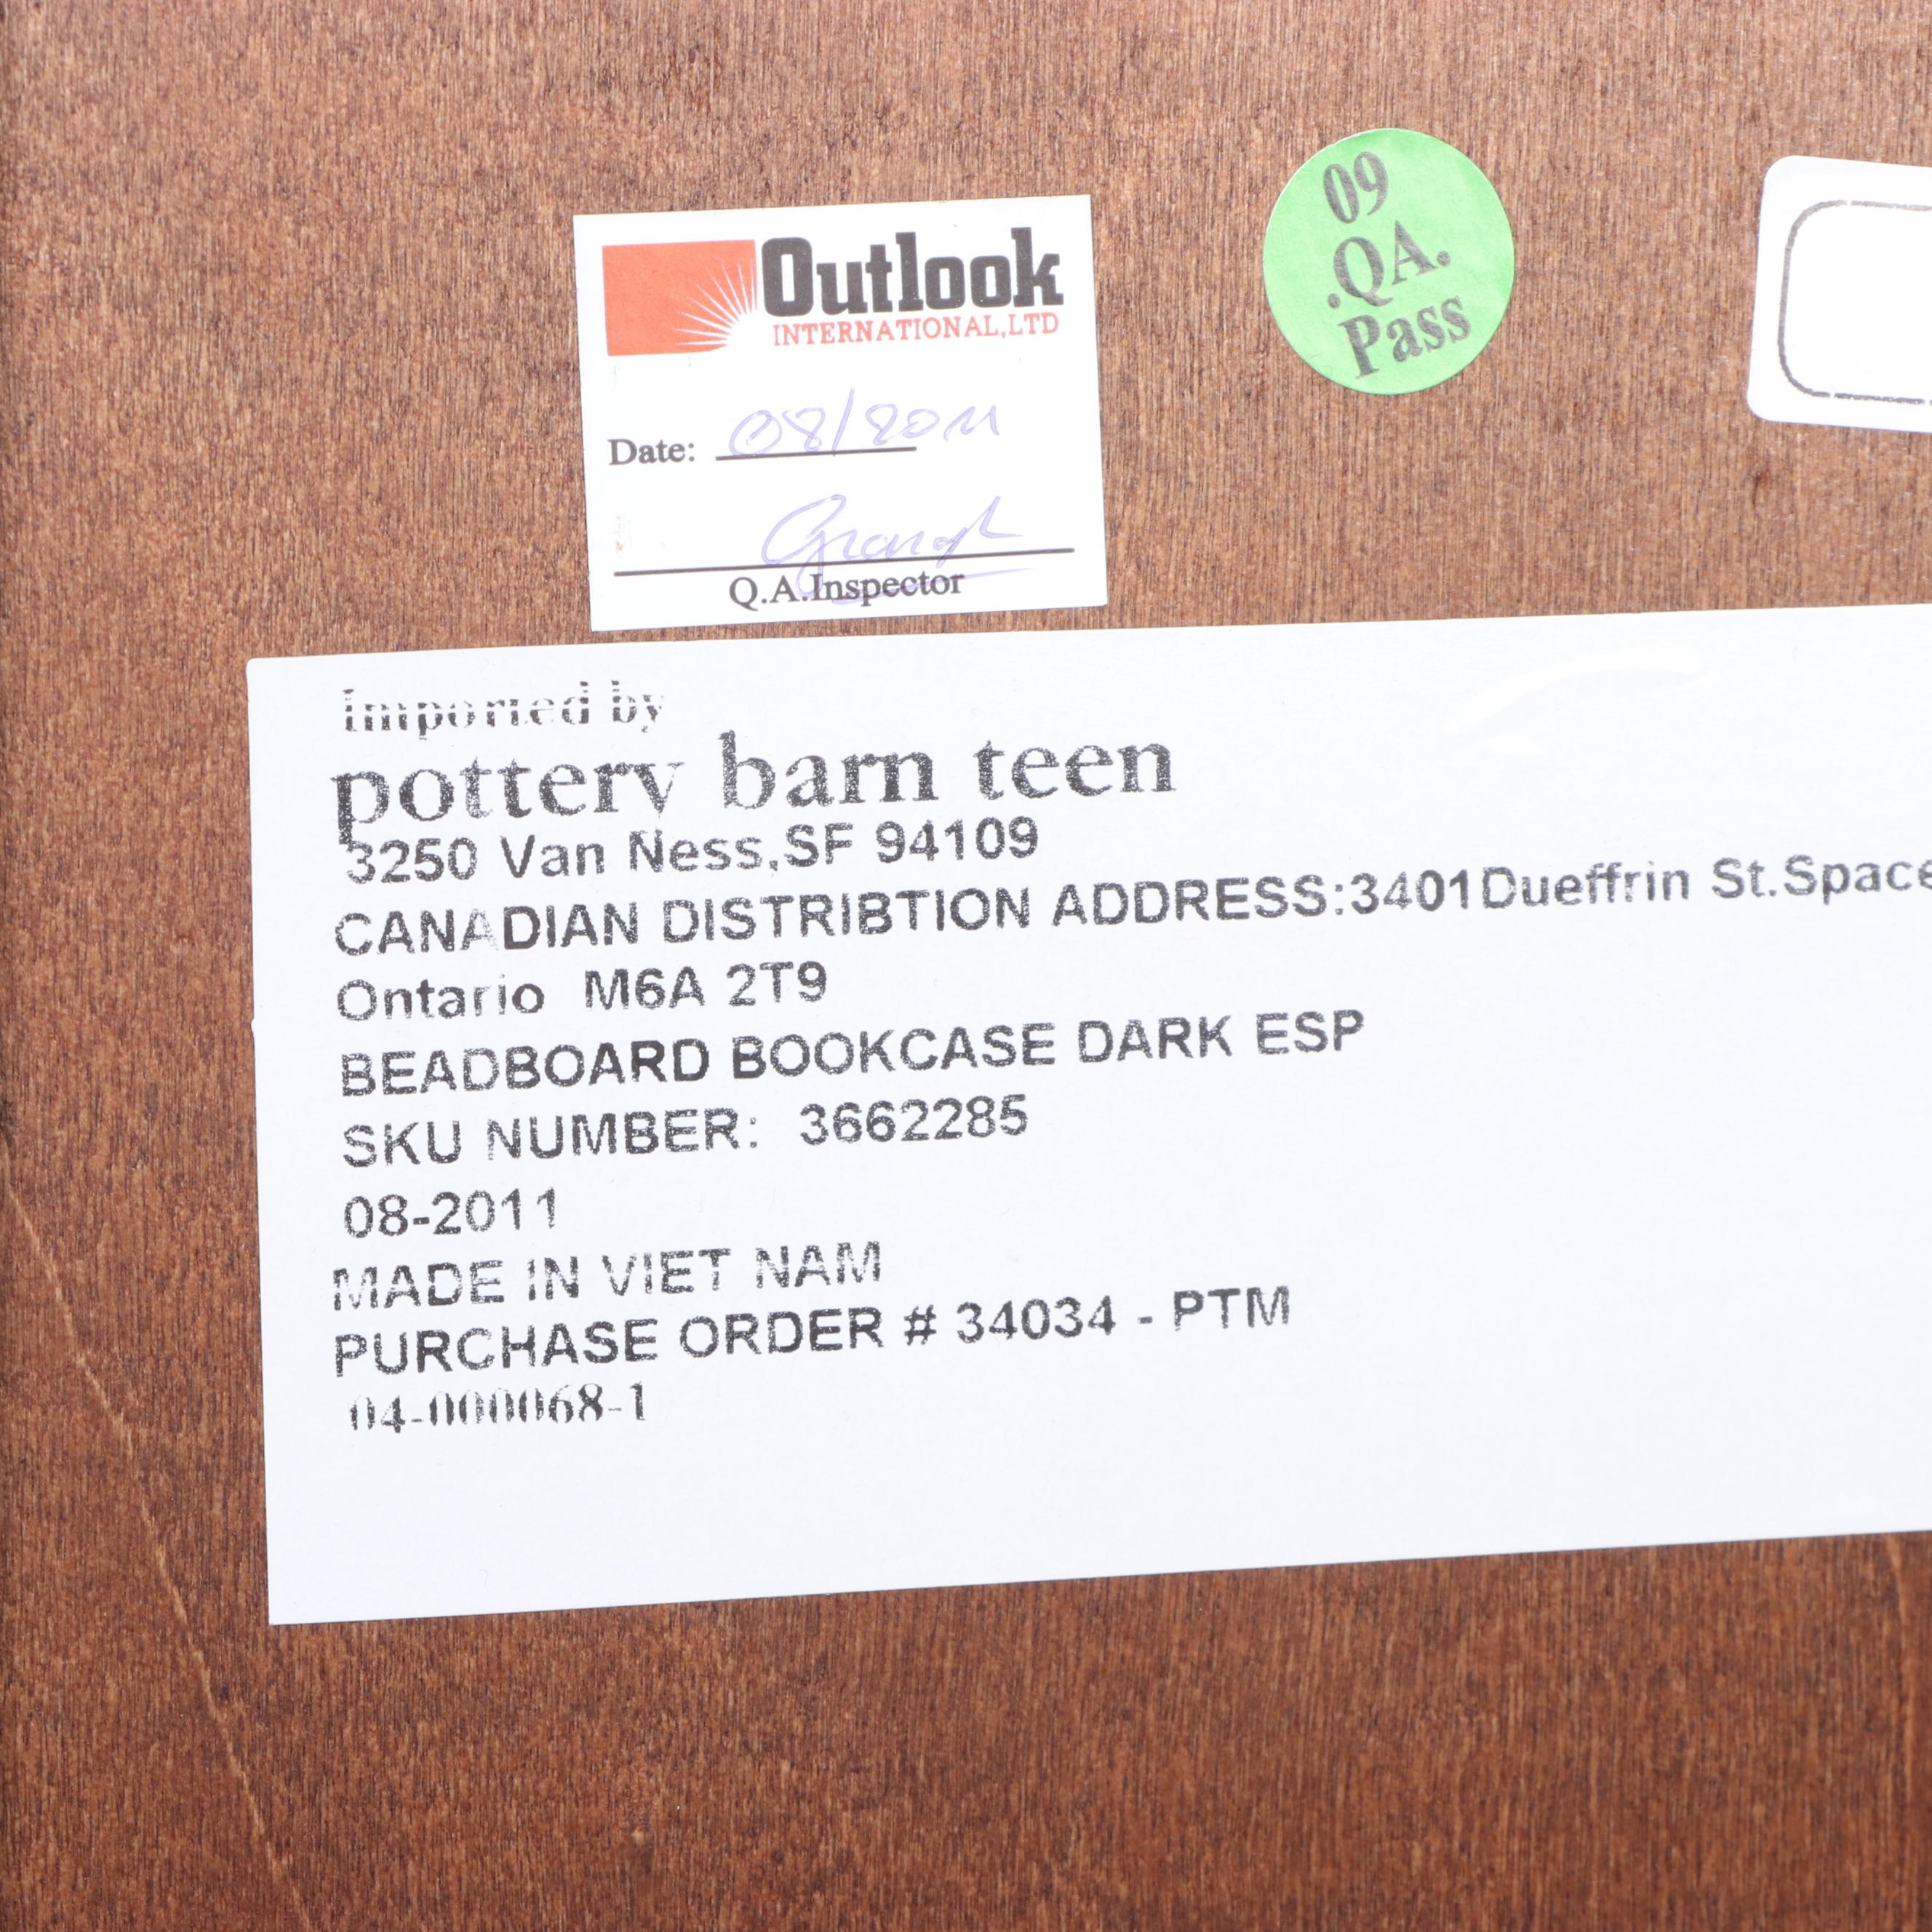 Outlook
INTERNATIONAL,LTD
Date: 08/2011
Q.A.Inspector
09
.QA.
Pass
Imported by
pottery barn teen
3250 Van Ness,SF 94109
CANADIAN DISTRIBTION ADDRESS:3401Dueffrin St.Space
Ontario M6A 2T9
BEADBOARD BOOKCASE DARK ESP
SKU NUMBER: 3662285
08-2011
MADE IN VIET NAM
PURCHASE ORDER # 34034 - PTM
04-000068-1